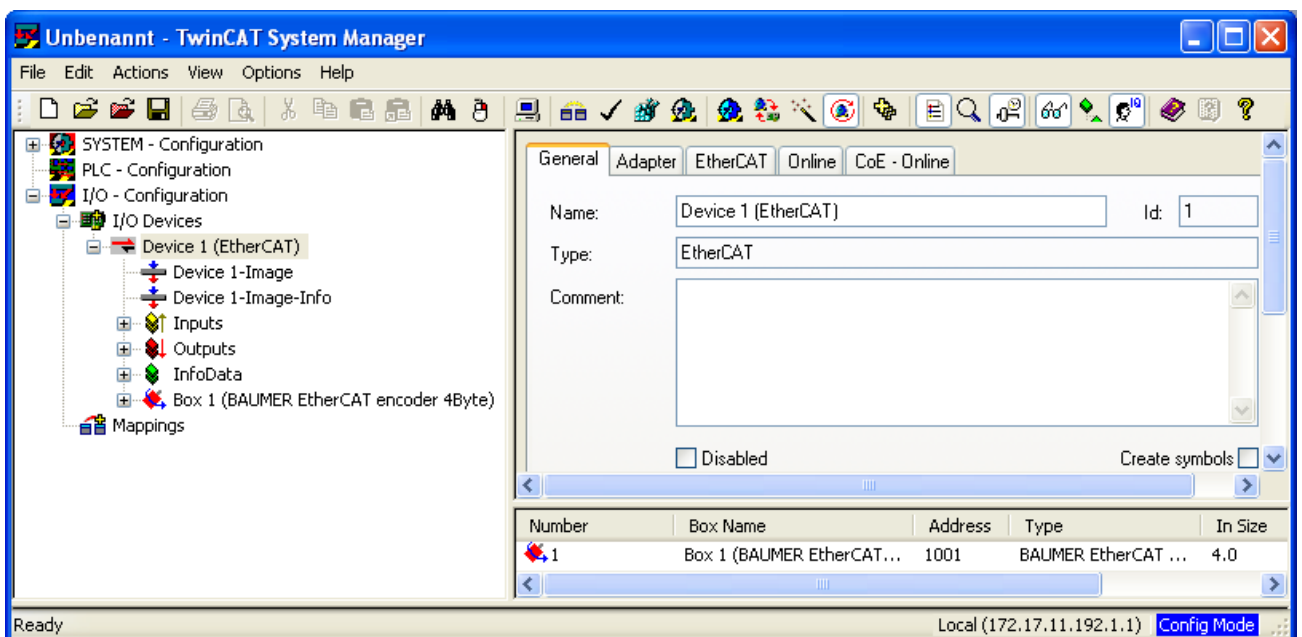 Unbenannt - TwinCAT System Manager
File Edit Actions View Options Help
SYSTEM - Configuration
PLC - Configuration
I/O - Configuration
I/O Devices
Device 1 (EtherCAT)
Device 1-Image
Device 1-Image-Info
Inputs
Outputs
InfoData
Box 1 (BAUMER EtherCAT encoder 4Byte)
Mappings
General Adapter EtherCAT Online CoE - Online
Name: Device 1 (EtherCAT) Id: 1
Type: EtherCAT
Comment:
Disabled Create symbols
Number Box Name Address Type In Size
1 Box 1 (BAUMER EtherCAT... 1001 BAUMER EtherCAT ... 4.0
Ready Local (172.17.11.192.1.1) Config Mode